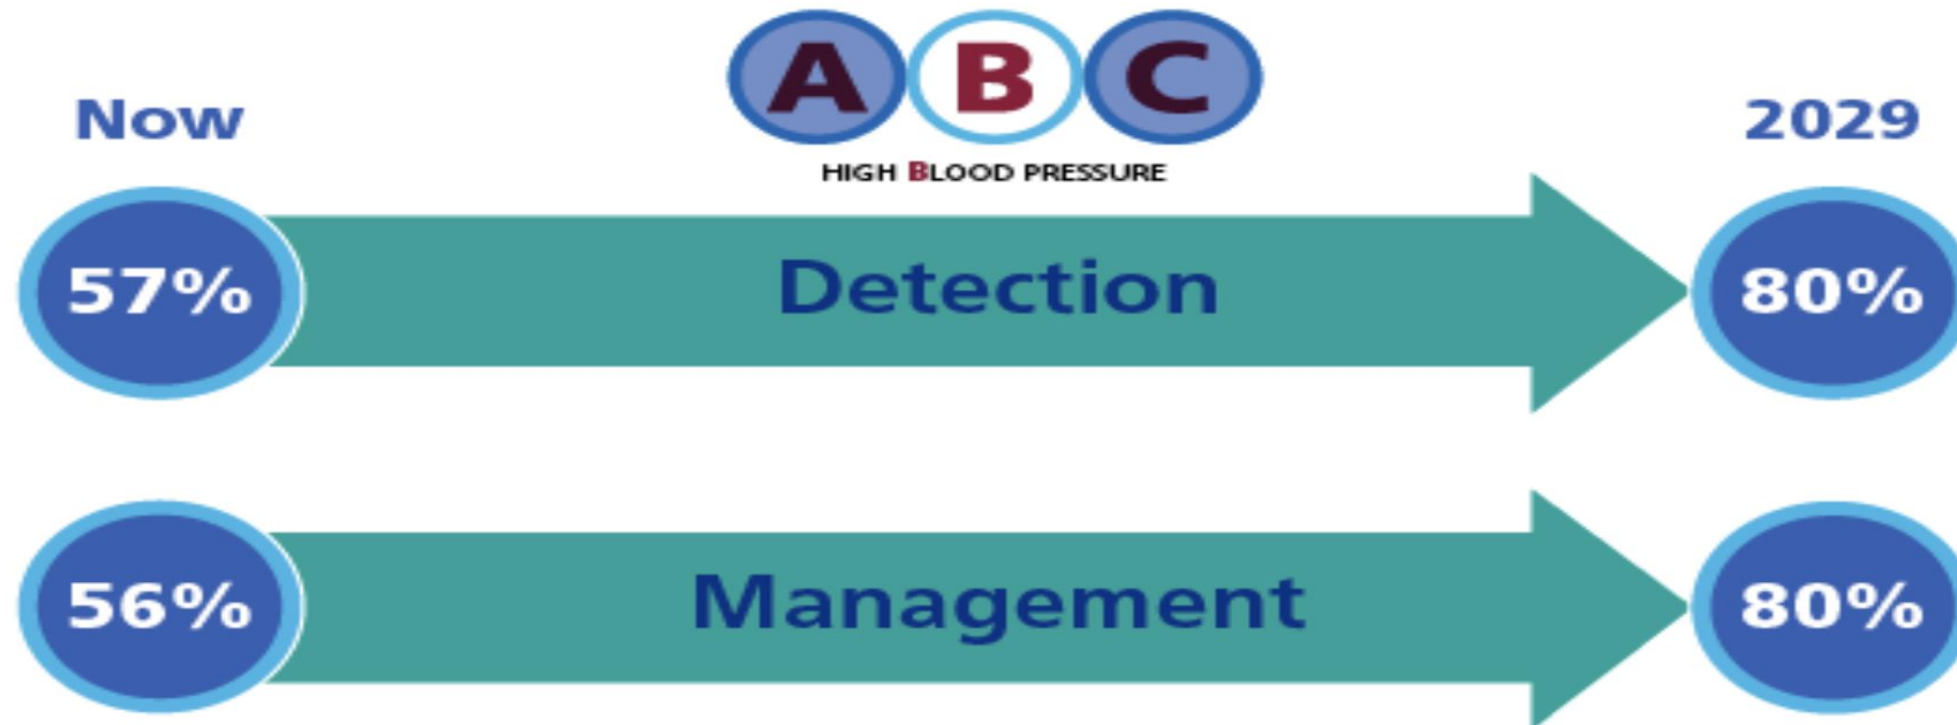 A B C
Now
2029
HIGH BLOOD PRESSURE
57% Detection 80%
56% Management 80%